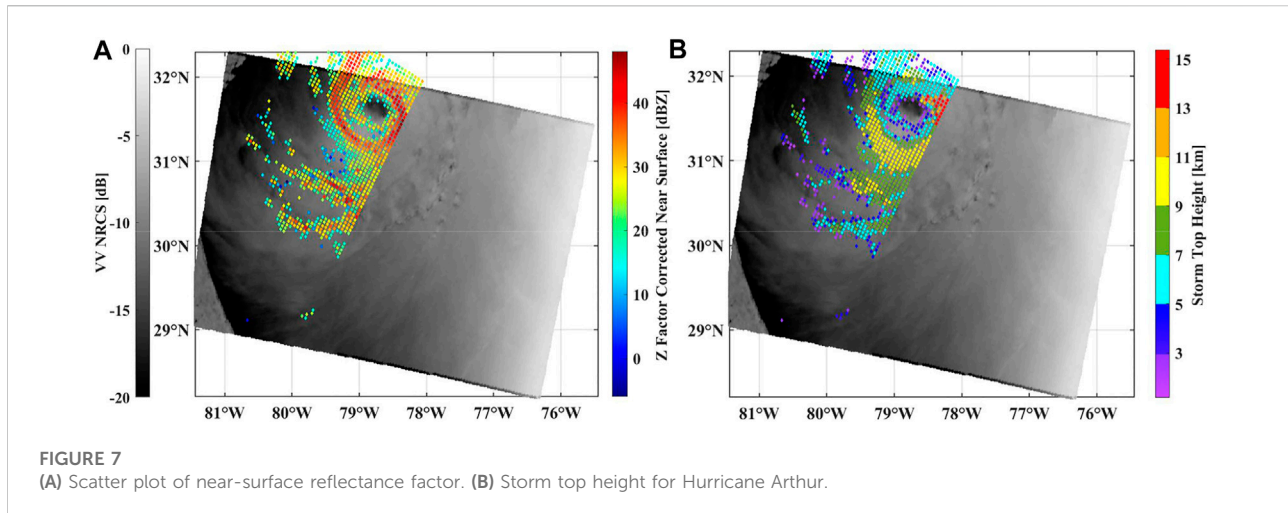 A
B
0
-5
-10
-15
-20
VV NRCS [dB]
32°N
31°N
30°N
29°N
81°W 80°W 79°W 78°W 77°W 76°W
40
30
20
10
0
Z Factor Corrected Near Surface [dBZ]
32°N
31°N
30°N
29°N
81°W 80°W 79°W 78°W 77°W 76°W
15
13
11
9
7
5
3
Storm Top Height [km]
FIGURE 7
(A) Scatter plot of near-surface reflectance factor. (B) Storm top height for Hurricane Arthur.